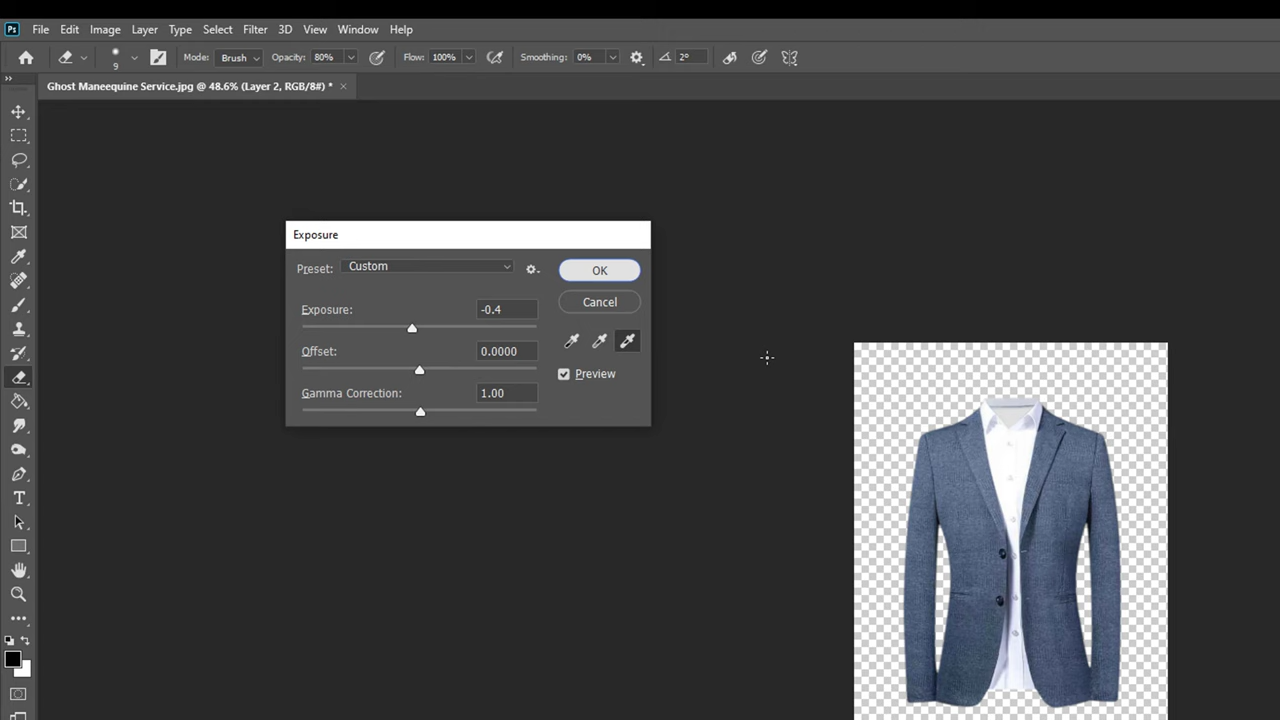 Ps File Edit Image Layer Type Select Filter 3D View Window Help
9 Mode: Brush Opacity: 80% Flow: 100% Smoothing: 0% 2°
Ghost Maneequine Service.jpg @ 48.6% (Layer 2, RGB/8#) * ×
Exposure
Preset: Custom OK
Cancel
Exposure: -0.4
Offset: 0.0000
Preview
Gamma Correction: 1.00